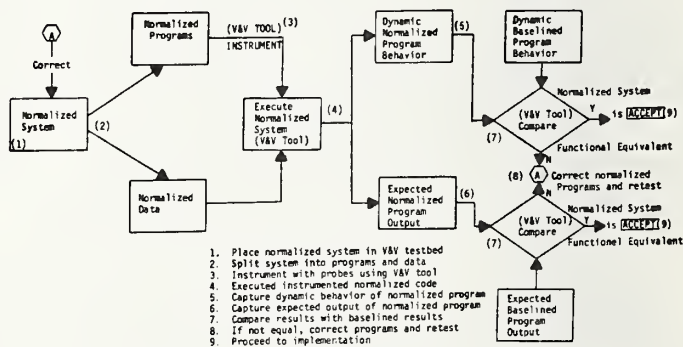 A
Correct
Normalized
System
(1)
(2)
Normalized
Programs
(V&V TOOL)
(3)
INSTRUMENT
Normalized
Data
Execute
Normalized
System
(V&V Tool)
(4)
Dynamic
Normalized
Program
Behavior
(5)
Dynamic
Baselined
Program
Behavior
Normalized System
(V&V Tool)
Compare
Y
is ACCEPT(9)
(7)
Functional Equivalent
N
(8)
A
Correct normalized
Programs and retest
N
Expected
Normalized
Program
Output
(6)
Normalized System
(V&V Tool)
Compare
Y
is ACCEPT(9)
(7)
Functionel Equivalent
Expected
Baselined
Program
Output
1. Place normalized system in V&V testbed
2. Split system into programs and data
3. Instrument with probes using V&V tool
4. Executed instrumented normalized code
5. Capture dynamic behavior of normalized program
6. Capture expected output of normalized program
7. Compare results with baselined results
8. If not equal, correct programs and retest
9. Proceed to implementation